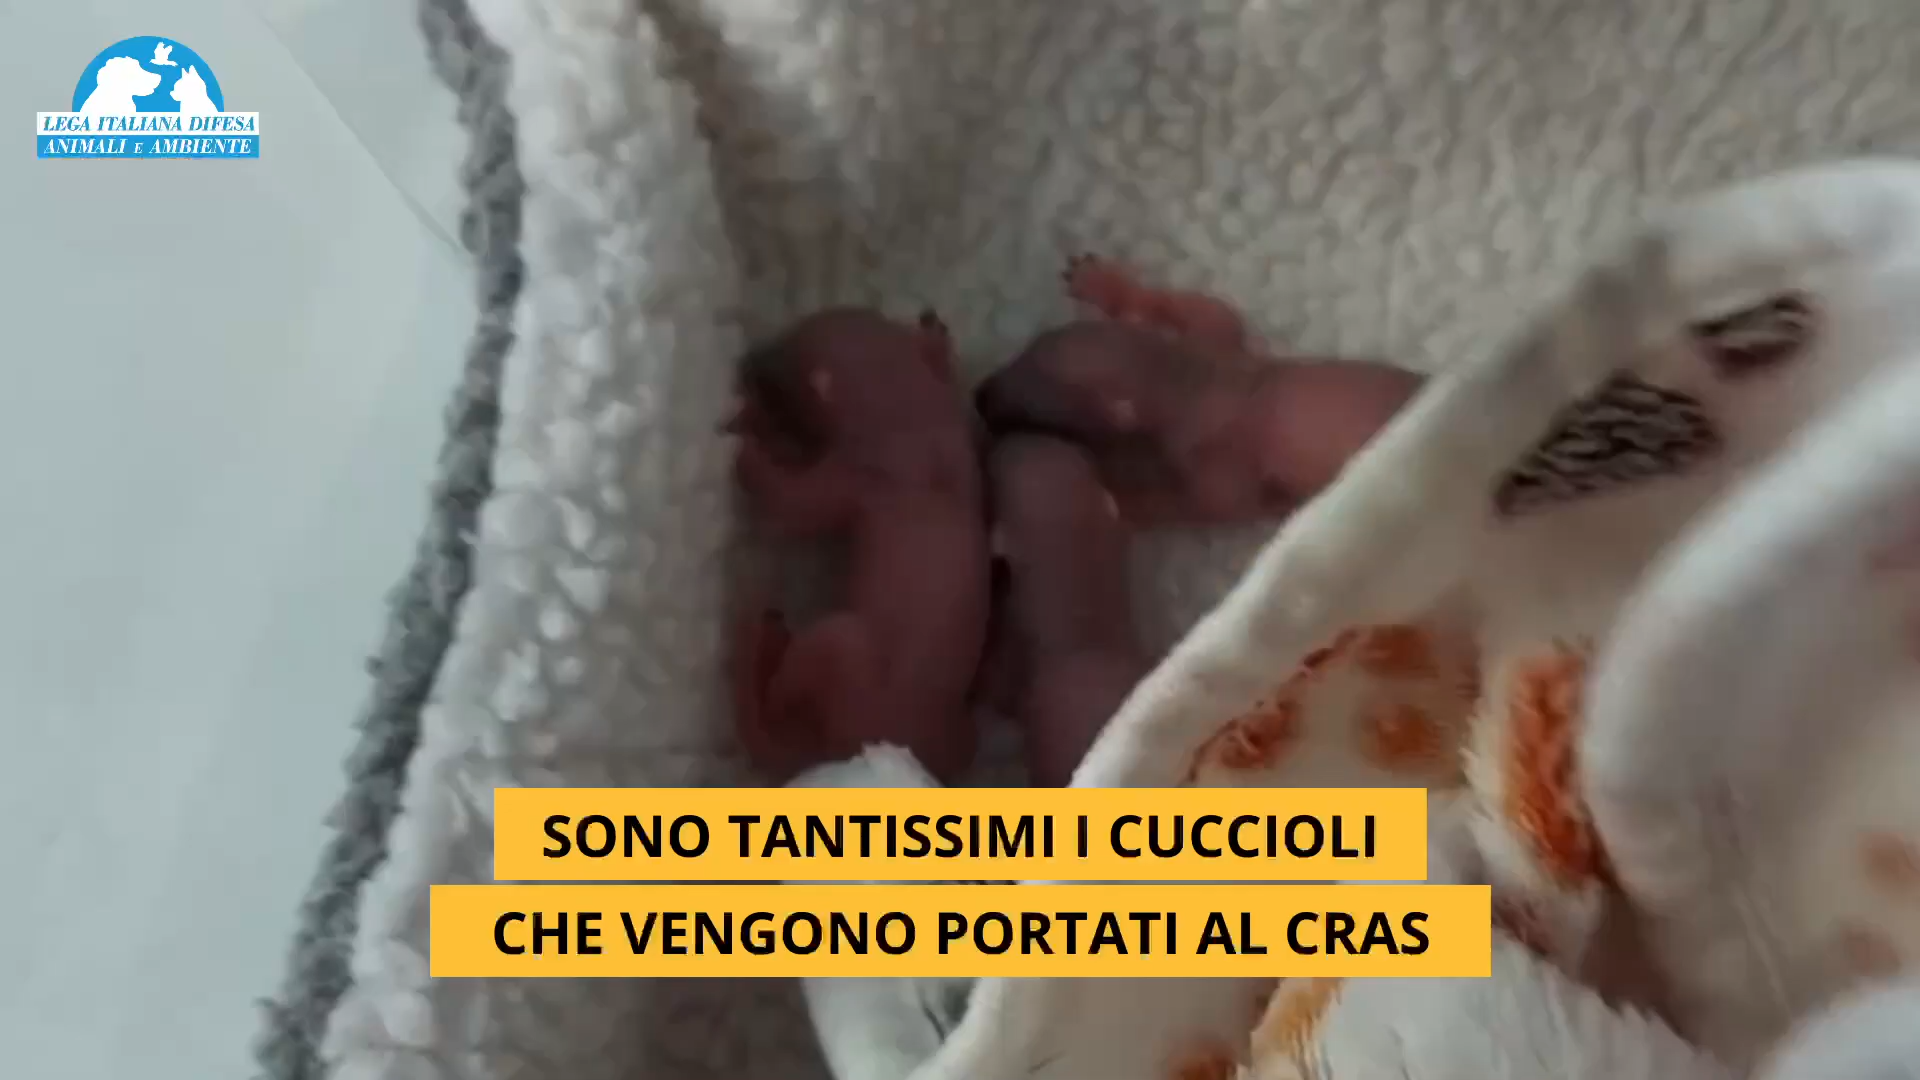 LEGA ITALIANA DIFESA
ANIMALI E AMBIENTE
SONO TANTISSIMI I CUCCIOLI
CHE VENGONO PORTATI AL CRAS